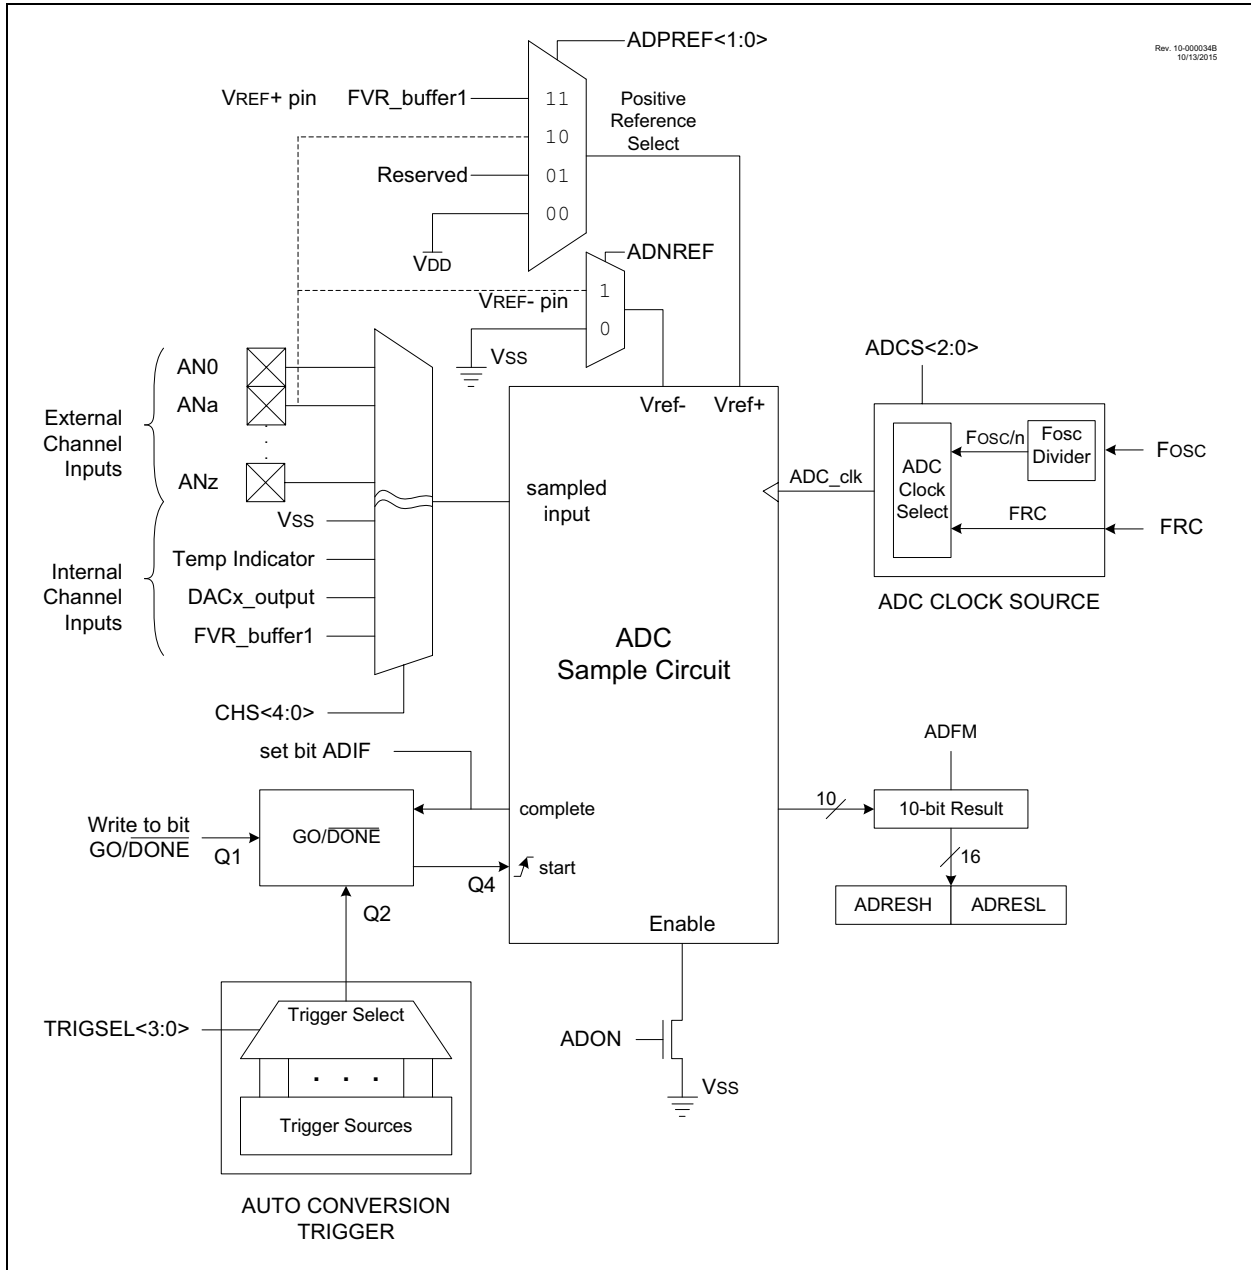 ADPREF<1:0>
Rev. 10-000034B
10/13/2015
VREF+ pin
FVR_buffer1
11
Positive
Reference
Select
10
Reserved
01
00
VDD
ADNREF
VREF- pin
1
0
VSS
ADCS<2:0>
AN0
ANa
External
Channel
Inputs
ANz
Vref-
Vref+
ADC
Clock
Select
FOSC/n
Fosc
Divider
FOSC
ADC_clk
FRC
FRC
ADC CLOCK SOURCE
sampled
input
VSS
Temp Indicator
Internal
Channel
Inputs
DACx_output
FVR_buffer1
ADC
Sample Circuit
CHS<4:0>
set bit ADIF
ADFM
complete
10
10-bit Result
Write to bit
GO/DONE
Q1
GO/DONE
Q4
start
16
ADRESH
ADRESL
Q2
Enable
TRIGSEL<3:0>
Trigger Select
. . .
Trigger Sources
ADON
VSS
AUTO CONVERSION
TRIGGER